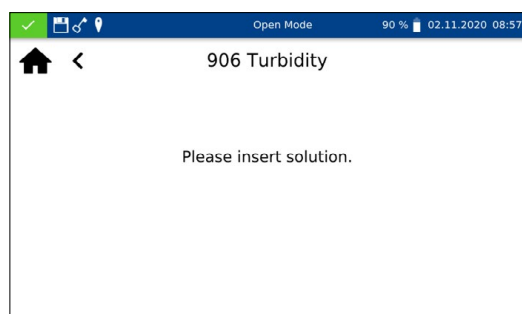 Open Mode 90 % 02.11.2020 08:57
906 Turbidity
Please insert solution.